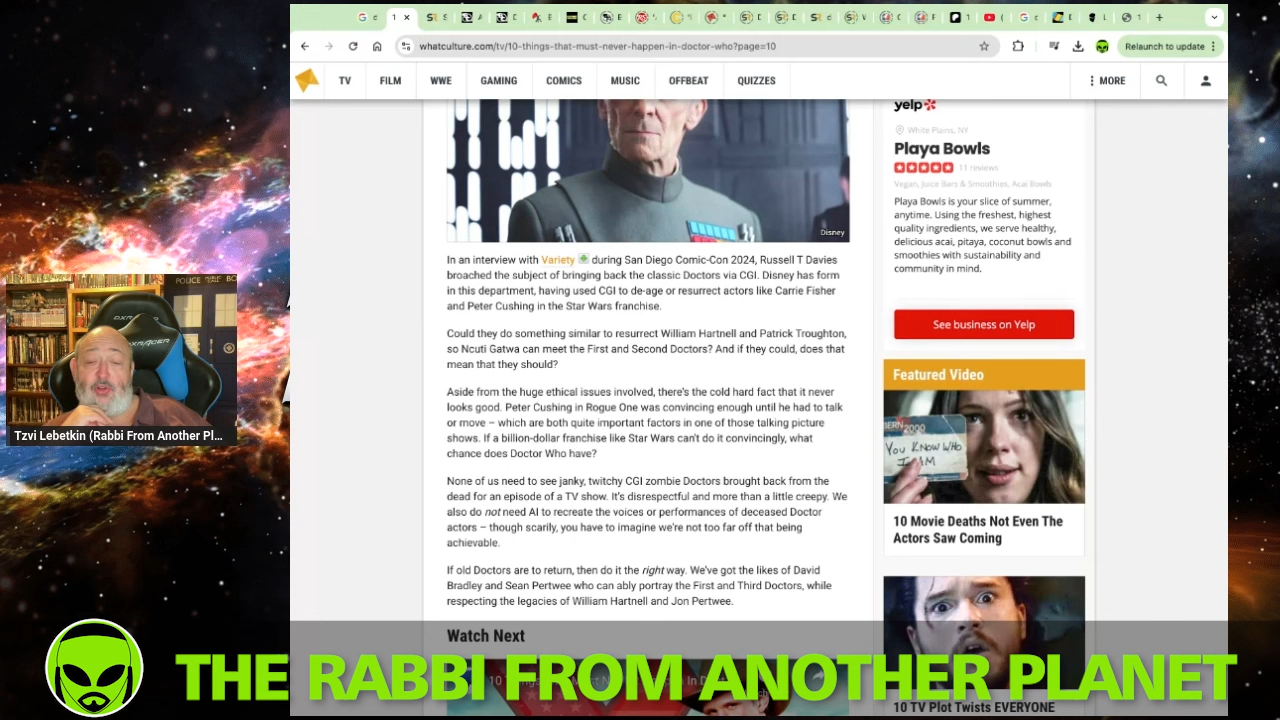 whatculture.com/tv/10-things-that-must-never-happen-in-doctor-who?page=10
Relaunch to update
TV FILM WWE GAMING COMICS MUSIC OFFBEAT QUIZZES MORE
Disney
In an interview with Variety during San Diego Comic-Con 2024, Russell T Davies
broached the subject of bringing back the classic Doctors via CGI. Disney has form
in this department, having used CGI to de-age or resurrect actors like Carrie Fisher
and Peter Cushing in the Star Wars franchise.
Could they do something similar to resurrect William Hartnell and Patrick Troughton,
so Ncuti Gatwa can meet the First and Second Doctors? And if they could, does that
mean that they should?
Aside from the huge ethical issues involved, there's the cold hard fact that it never
looks good. Peter Cushing in Rogue One was convincing enough until he had to talk
or move – which are both quite important factors in one of those talking picture
shows. If a billion-dollar franchise like Star Wars can't do it convincingly, what
chance does Doctor Who have?
None of us need to see janky, twitchy CGI zombie Doctors brought back from the
dead for an episode of a TV show. It's disrespectful and more than a little creepy. We
also do not need AI to recreate the voices or performances of deceased Doctor
actors – though scarily, you have to imagine we're not too far off that being
achievable.
If old Doctors are to return, then do it the right way. We've got the likes of David
Bradley and Sean Pertwee who can ably portray the First and Third Doctors, while
respecting the legacies of William Hartnell and Jon Pertwee.
Watch Next
yelp
White Plains, NY
Playa Bowls
11 reviews
Vegan, Juice Bars & Smoothies, Acai Bowls
Playa Bowls is your slice of summer,
anytime. Using the freshest, highest
quality ingredients, we serve healthy,
delicious acai, pitaya, coconut bowls and
smoothies with sustainability and
community in mind.
See business on Yelp
Featured Video
BERN 2000
YOU KNOW WHO
I AM
10 Movie Deaths Not Even The
Actors Saw Coming
10 TV Plot Twists EVERYONE
POLICE BO
DXRACER
Tzvi Lebetkin (Rabbi From Another Pl...
THE RABBI FROM ANOTHER PLANET